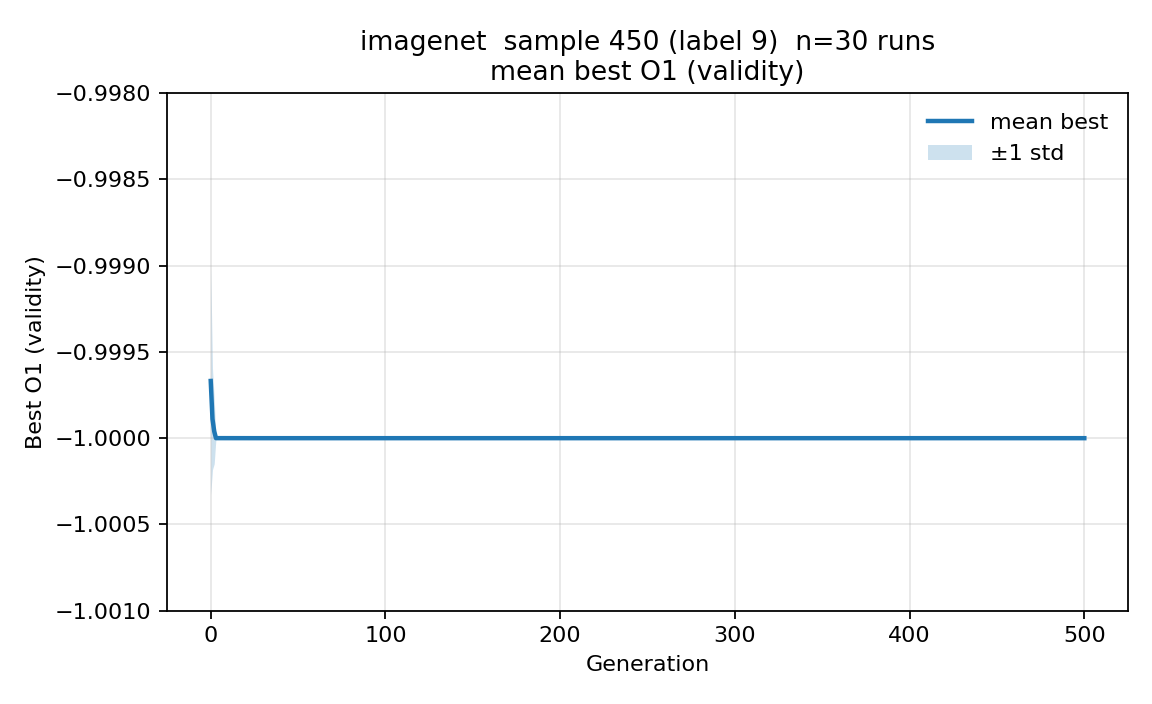 imagenet  sample 450 (label 9)  n=30 runs
mean best O1 (validity)
mean best
±1 std
Best O1 (validity)
−0.9980
−0.9985
−0.9990
−0.9995
−1.0000
−1.0005
−1.0010
0
100
200
300
400
500
Generation